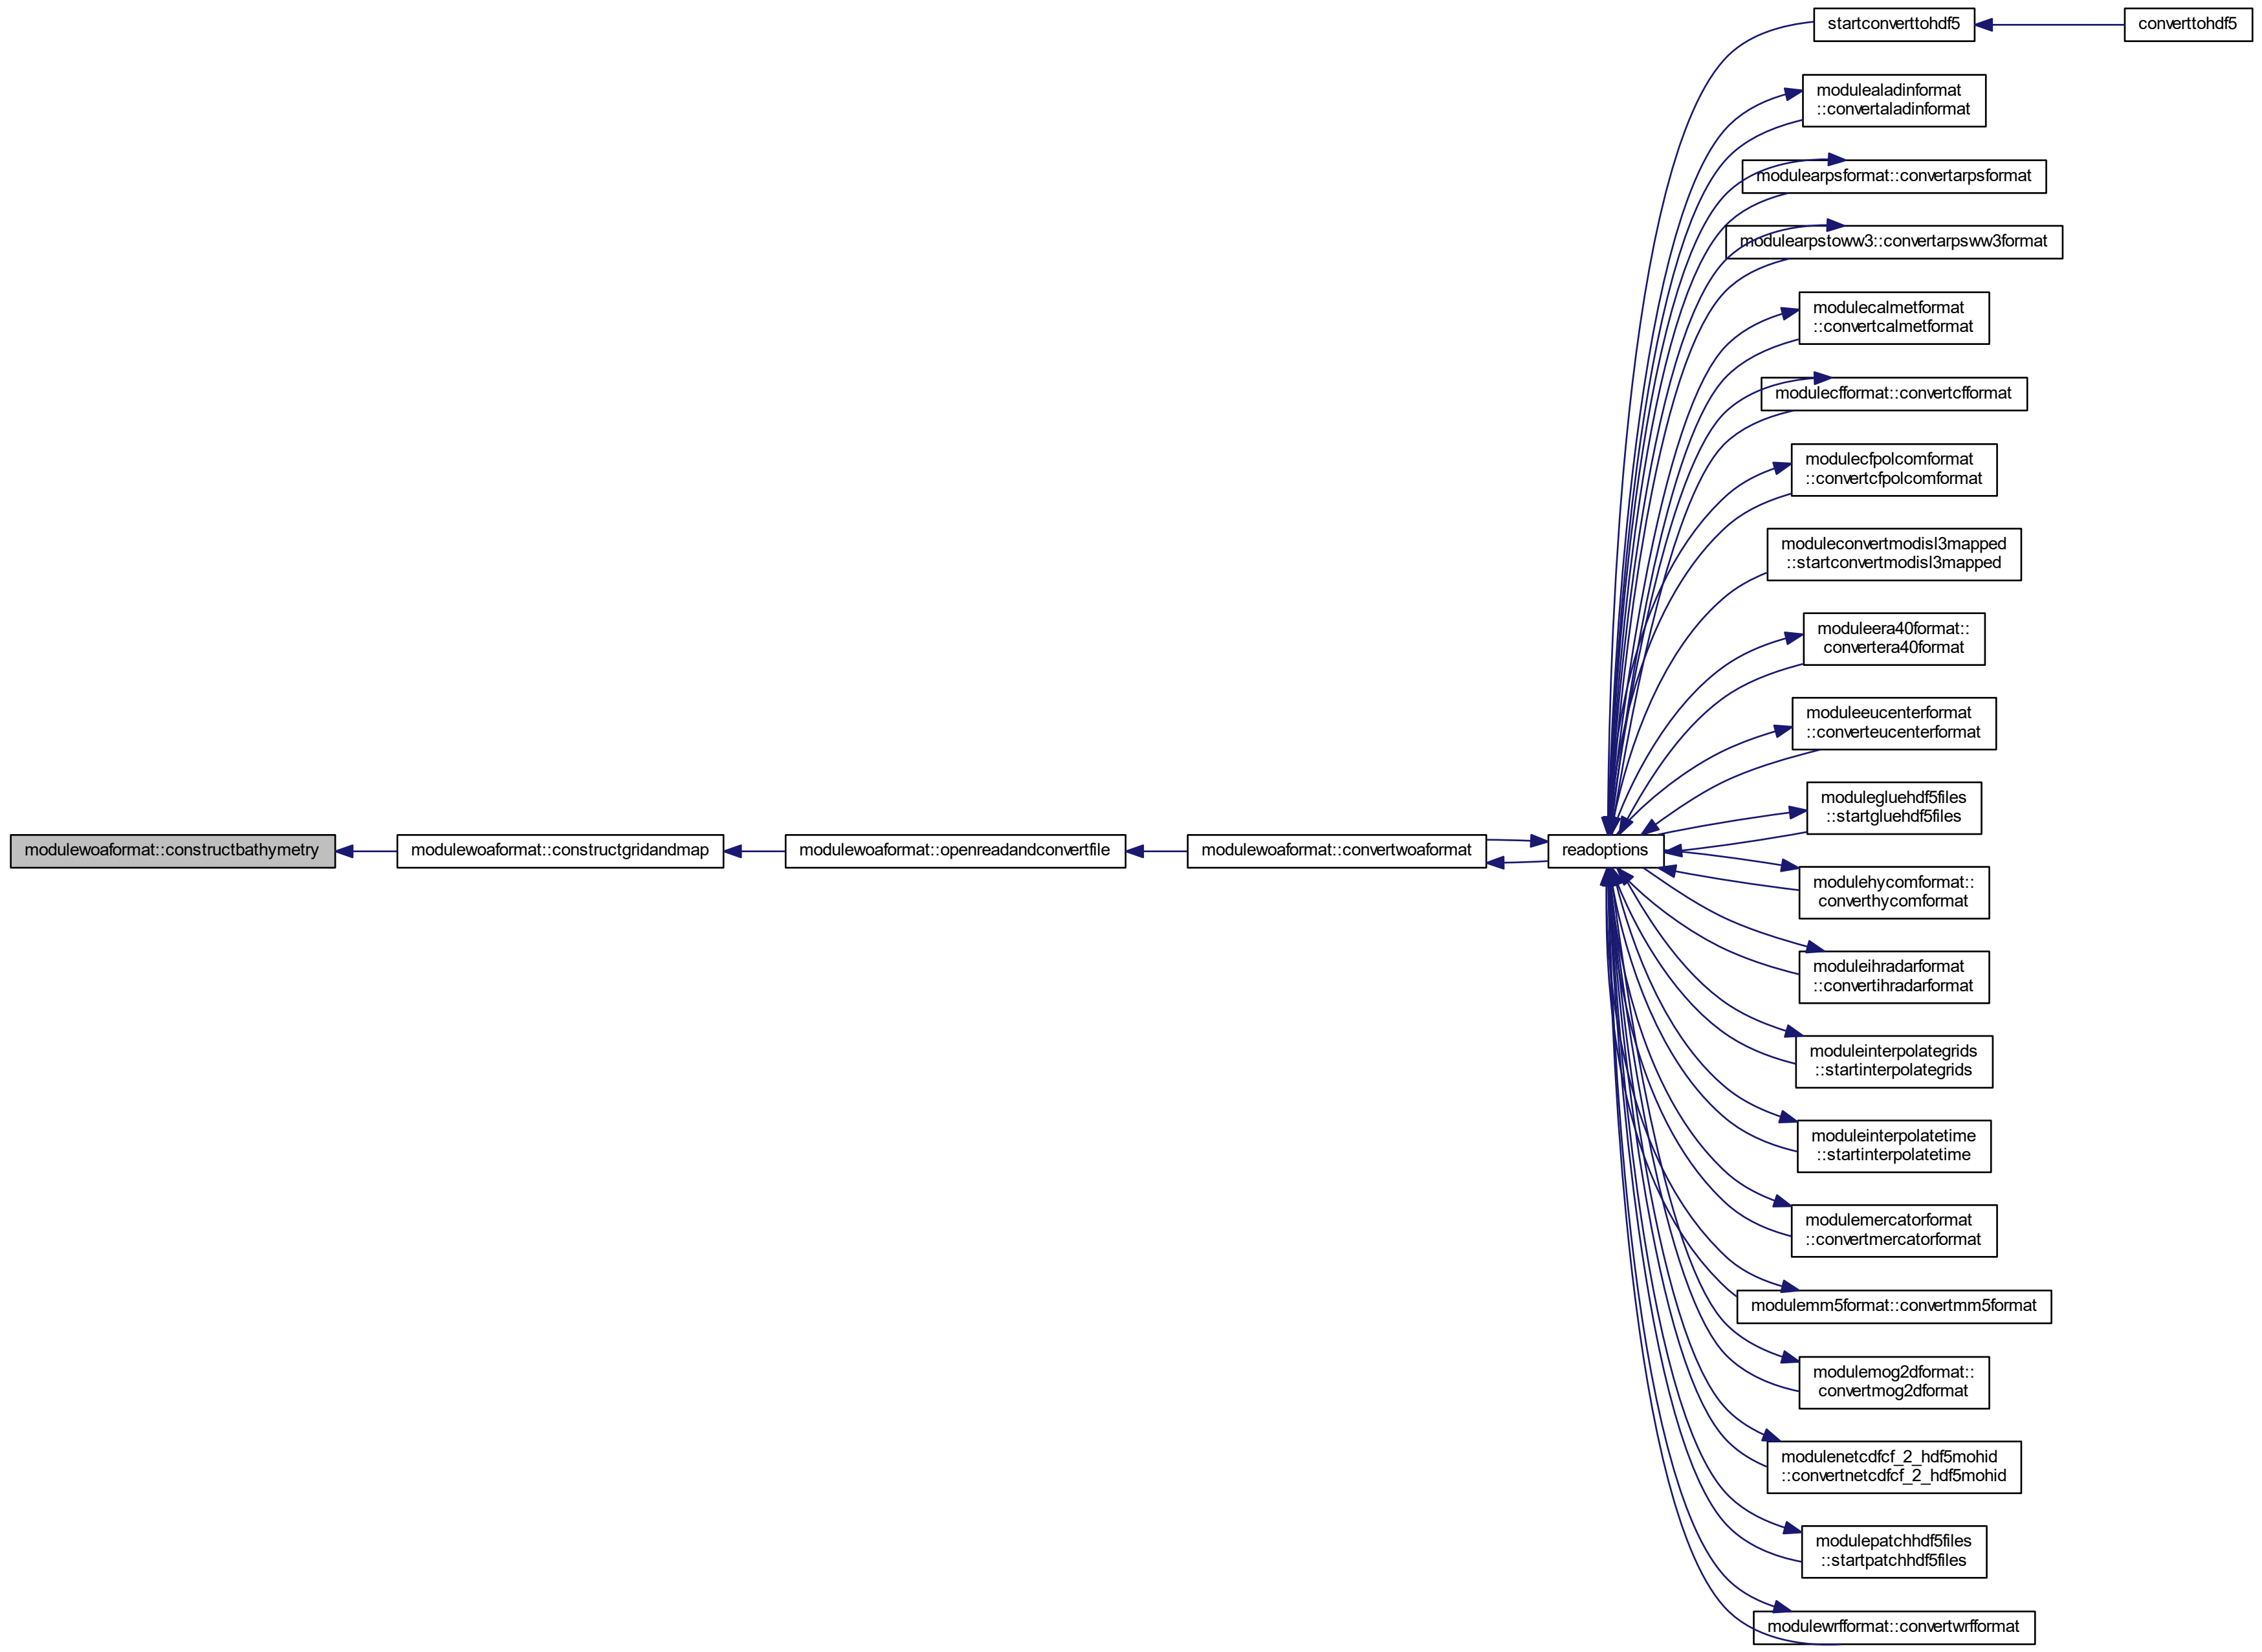 startconverttohdf5
converttohdf5
modulealadinformat
::convertaladinformat
modulearpsformat::convertarpsformat
modulearpstoww3::convertarpsww3format
modulecalmetformat
::convertcalmetformat
modulecfformat::convertcfformat
modulecfpolcomformat
::convertcfpolcomformat
moduleconvertmodisl3mapped
::startconvertmodisl3mapped
moduleera40format::
convertera40format
moduleeucenterformat
::converteucenterformat
modulegluehdf5files
::startgluehdf5files
modulewoaformat::constructbathymetry
modulewoaformat::constructgridandmap
modulewoaformat::openreadandconvertfile
modulewoaformat::convertwoaformat
readoptions
modulehycomformat::
converthycomformat
moduleihradarformat
::convertihradarformat
moduleinterpolategrids
::startinterpolategrids
moduleinterpolatetime
::startinterpolatetime
modulemercatorformat
::convertmercatorformat
modulemm5format::convertmm5format
modulemog2dformat::
convertmog2dformat
modulenetcdfcf_2_hdf5mohid
::convertnetcdfcf_2_hdf5mohid
modulepatchhdf5files
::startpatchhdf5files
modulewrfformat::convertwrfformat